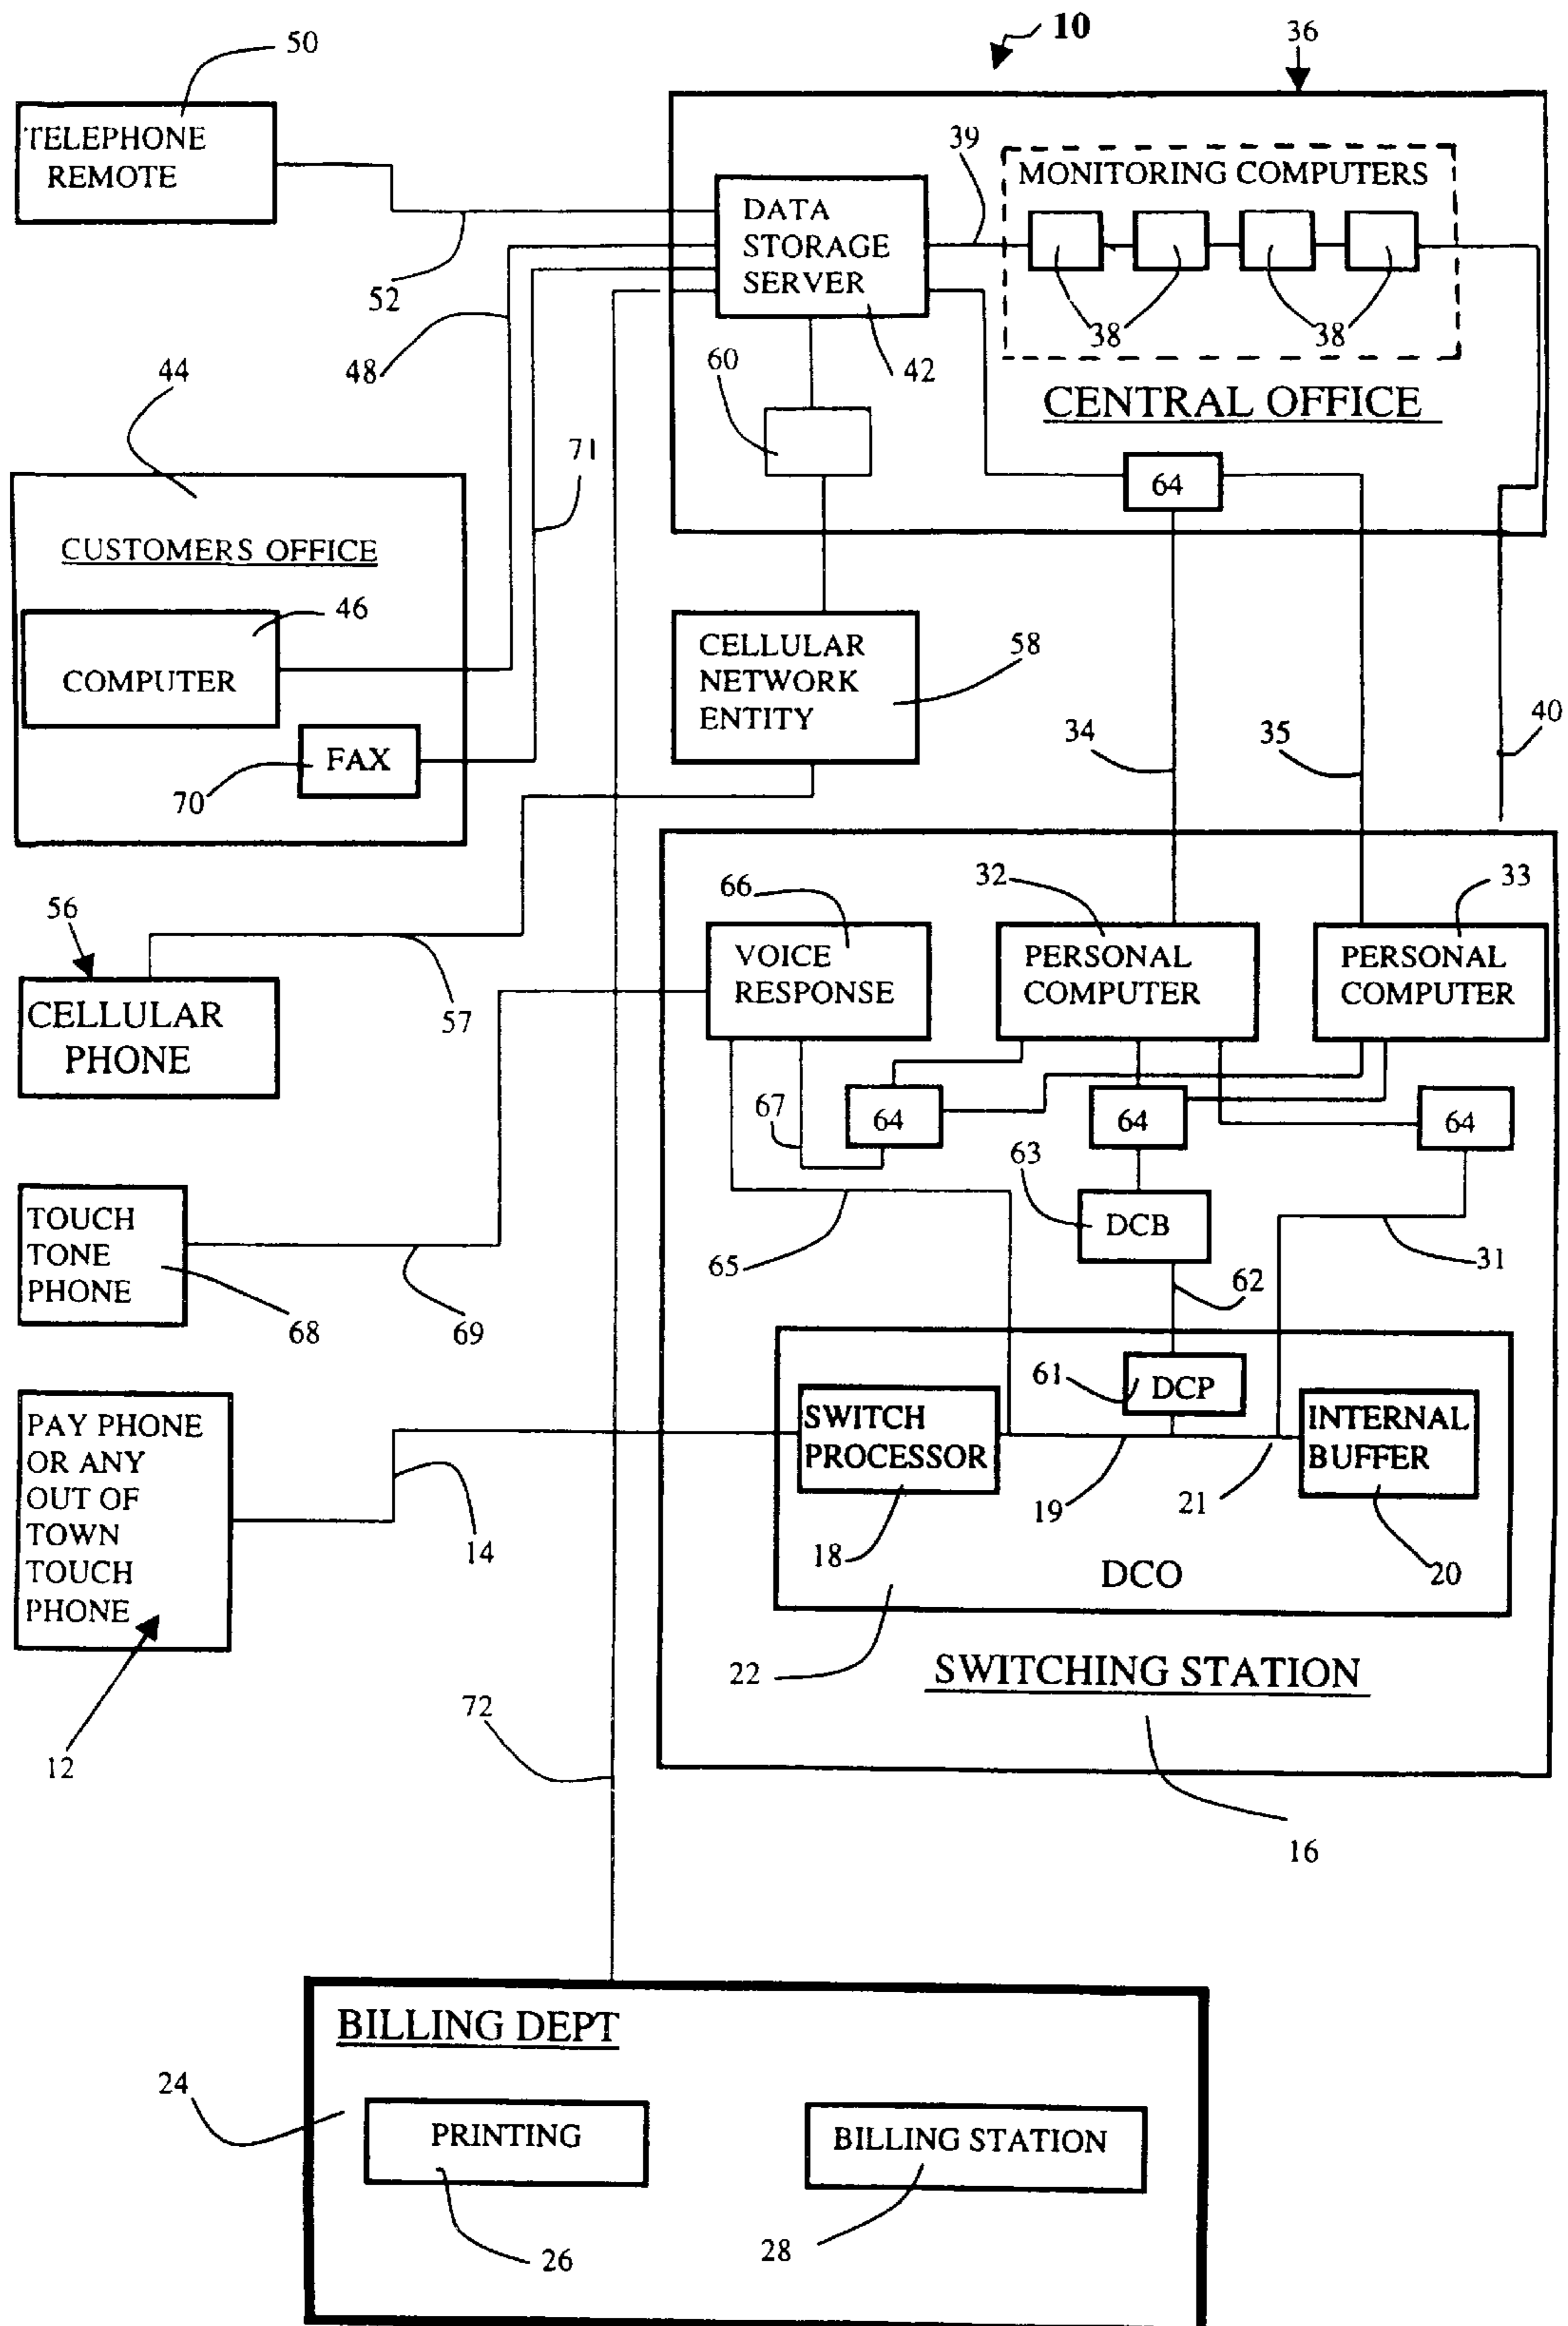 10
36
50
TELEPHONE
REMOTE
39
MONITORING COMPUTERS
DATA
STORAGE
SERVER
52
38
38
48
60
42
CENTRAL OFFICE
44
71
64
CUSTOMERS OFFICE
46
COMPUTER
CELLULAR
NETWORK
ENTITY
58
34
35
40
FAX
70
66
32
33
56
VOICE
RESPONSE
PERSONAL
COMPUTER
PERSONAL
COMPUTER
CELLULAR
PHONE
57
67
64
64
64
63
TOUCH
TONE
PHONE
DCB
65
31
62
68
69
61
DCP
PAY PHONE
OR ANY
OUT OF
TOWN
TOUCH
PHONE
SWITCH
PROCESSOR
INTERNAL
BUFFER
19
21
14
18
DCO
20
22
SWITCHING STATION
72
12
16
BILLING DEPT
24
PRINTING
BILLING STATION
26
28